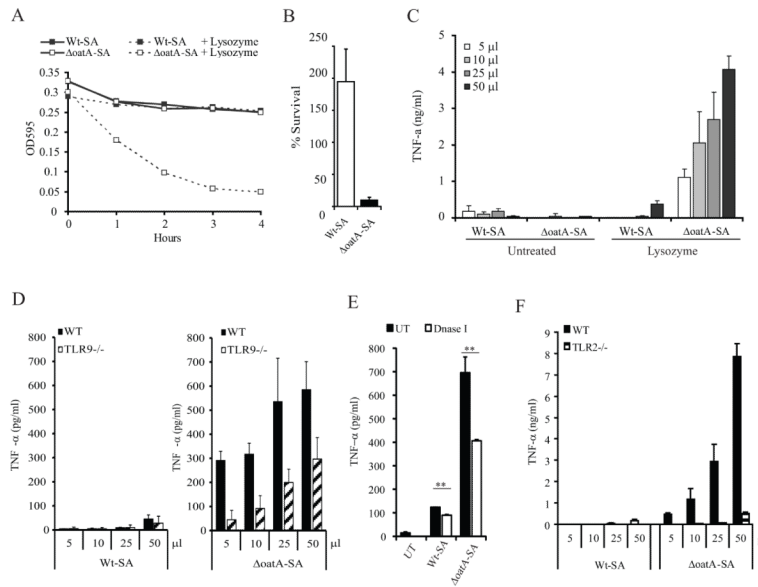 A
Wt-SA Wt-SA + Lysozyme
ΔoatA-SA ΔoatA-SA + Lysozyme
OD595
0.35
0.3
0.25
0.2
0.15
0.1
0.05
0
0 1 2 3 4
Hours
B
% Survival
200
150
100
50
0
Wt-SA ΔoatA-SA
C
TNF-a (ng/ml)
5 µl
10 µl
25 µl
50 µl
5
4
3
2
1
0
Wt-SA ΔoatA-SA Wt-SA ΔoatA-SA
Untreated Lysozyme
D
WT
TLR9-/-
TNF -α (pg/ml)
800
700
600
500
400
300
200
100
0
5 10 25 50 µl
Wt-SA
WT
TLR9-/-
TNF -α (pg/ml)
800
700
600
500
400
300
200
100
0
5 10 25 50 µl
ΔoatA-SA
E
UT Dnase I
TNF-α (pg/ml)
800
700
600
500
400
300
200
100
0
**
**
UT Wt-SA ΔoatA-SA
F
WT
TLR2-/-
TNF-α (ng/ml)
9
8
7
6
5
4
3
2
1
0
5 10 25 50 5 10 25 50
Wt-SA ΔoatA-SA